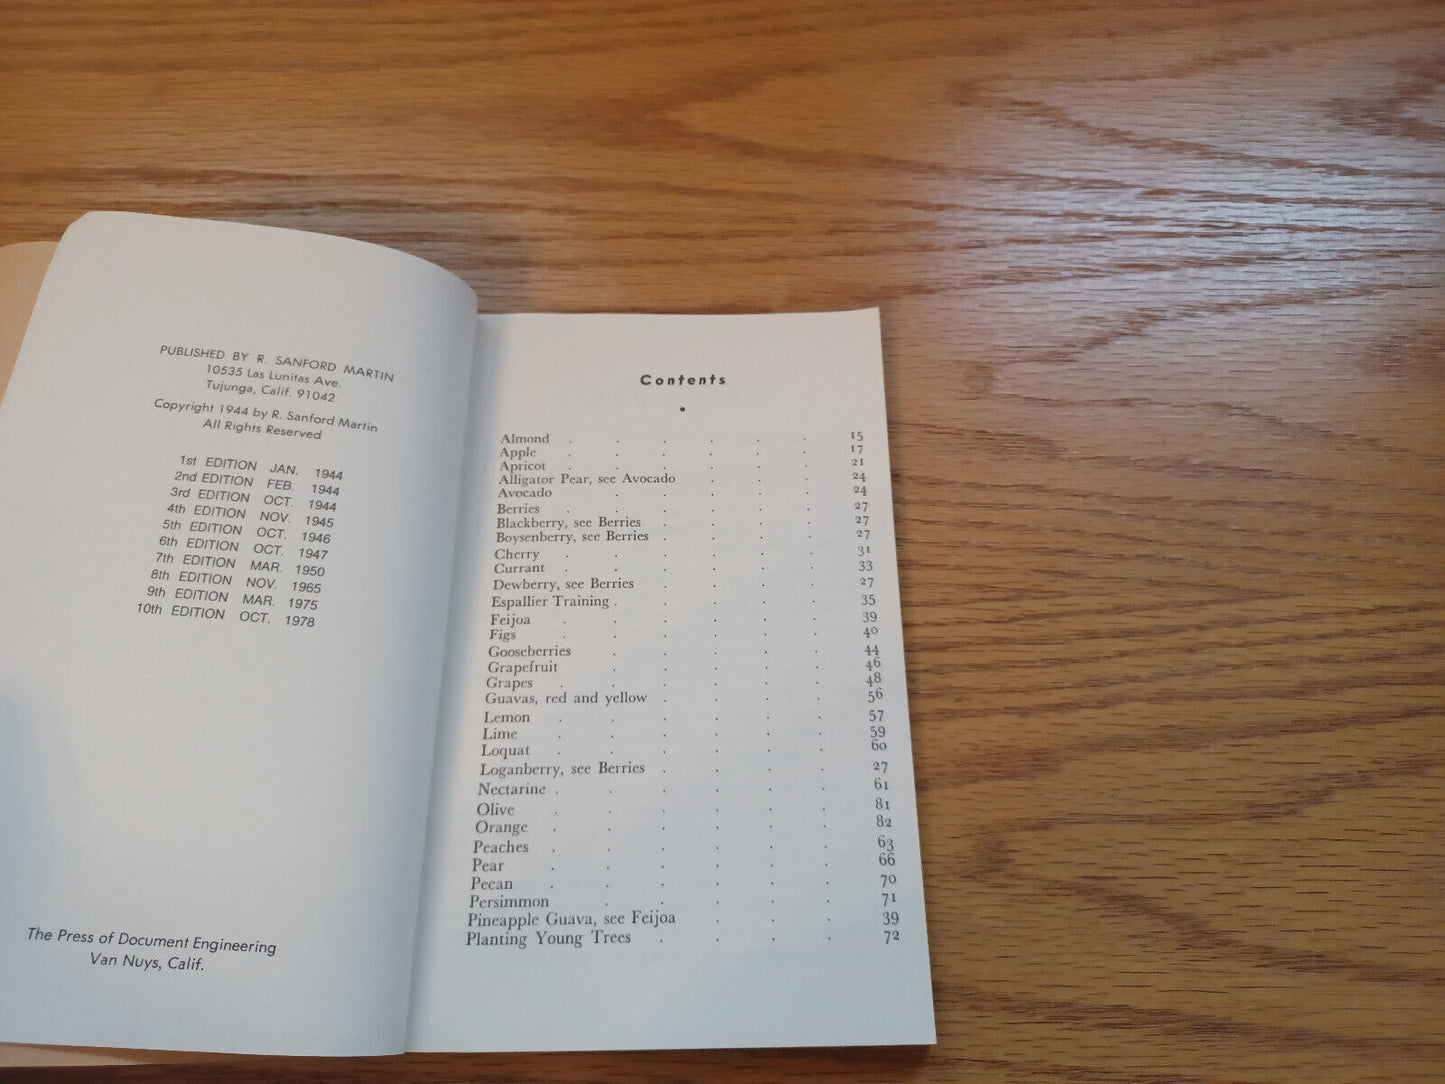 PUBLISHED BY R. SANFORD MARTIN
10535 Las Lunitas Ave.
Tujunga, Calif. 91042
Copyright 1944 by R. Sanford Martin
All Rights Reserved
1st EDITION JAN. 1944
2nd EDITION FEB. 1944
3rd EDITION OCT. 1944
4th EDITION NOV. 1945
5th EDITION OCT. 1946
6th EDITION OCT. 1947
7th EDITION MAR. 1950
8th EDITION NOV. 1965
9th EDITION MAR. 1975
10th EDITION OCT. 1978
The Press of Document Engineering
Van Nuys, Calif.
Contents
Almond . . . . . . 15
Apple . . . . . . 17
Apricot . . . . . . 21
Alligator Pear, see Avocado . . . 24
Avocado . . . . . 24
Berries . . . . . . 27
Blackberry, see Berries . . . . 27
Boysenberry, see Berries . . . . 27
Cherry . . . . . . 31
Currant . . . . . . 33
Dewberry, see Berries . . . . 27
Espallier Training . . . . . 35
Feijoa . . . . . . 39
Figs . . . . . . 40
Gooseberries . . . . . 44
Grapefruit . . . . . 46
Grapes . . . . . . 48
Guavas, red and yellow . . . . 56
Lemon . . . . . . 57
Lime . . . . . . 59
Loquat . . . . . . 60
Loganberry, see Berries . . . . 27
Nectarine . . . . . . 61
Olive . . . . . . 81
Orange . . . . . . 82
Peaches . . . . . . 63
Pear . . . . . . 66
Pecan . . . . . . 70
Persimmon . . . . . 71
Pineapple Guava, see Feijoa . . . 39
Planting Young Trees . . . . 72